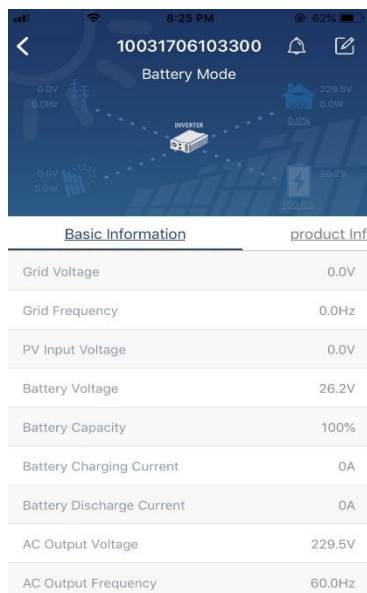 8:25 PM
62%
10031706103300
Battery Mode
0.0V
0.0Hz
229.5V
0.0W
LOAD
0.0%
INVERTER
0.0V
0.0W
26.2V
100.0%
Basic Information
product Inf
Grid Voltage 0.0V
Grid Frequency 0.0Hz
PV Input Voltage 0.0V
Battery Voltage 26.2V
Battery Capacity 100%
Battery Charging Current 0A
Battery Discharge Current 0A
AC Output Voltage 229.5V
AC Output Frequency 60.0Hz